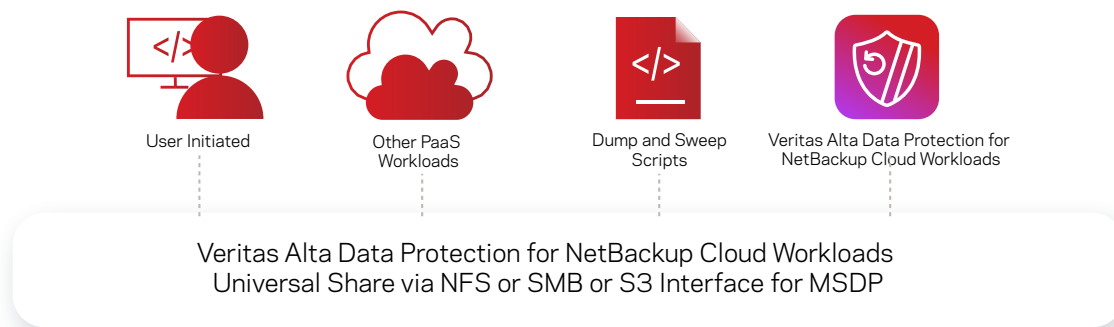 </>
</>
User Initiated
Other PaaS
Workloads
Dump and Sweep
Scripts
Veritas Alta Data Protection for
NetBackup Cloud Workloads
Veritas Alta Data Protection for NetBackup Cloud Workloads
Universal Share via NFS or SMB or S3 Interface for MSDP